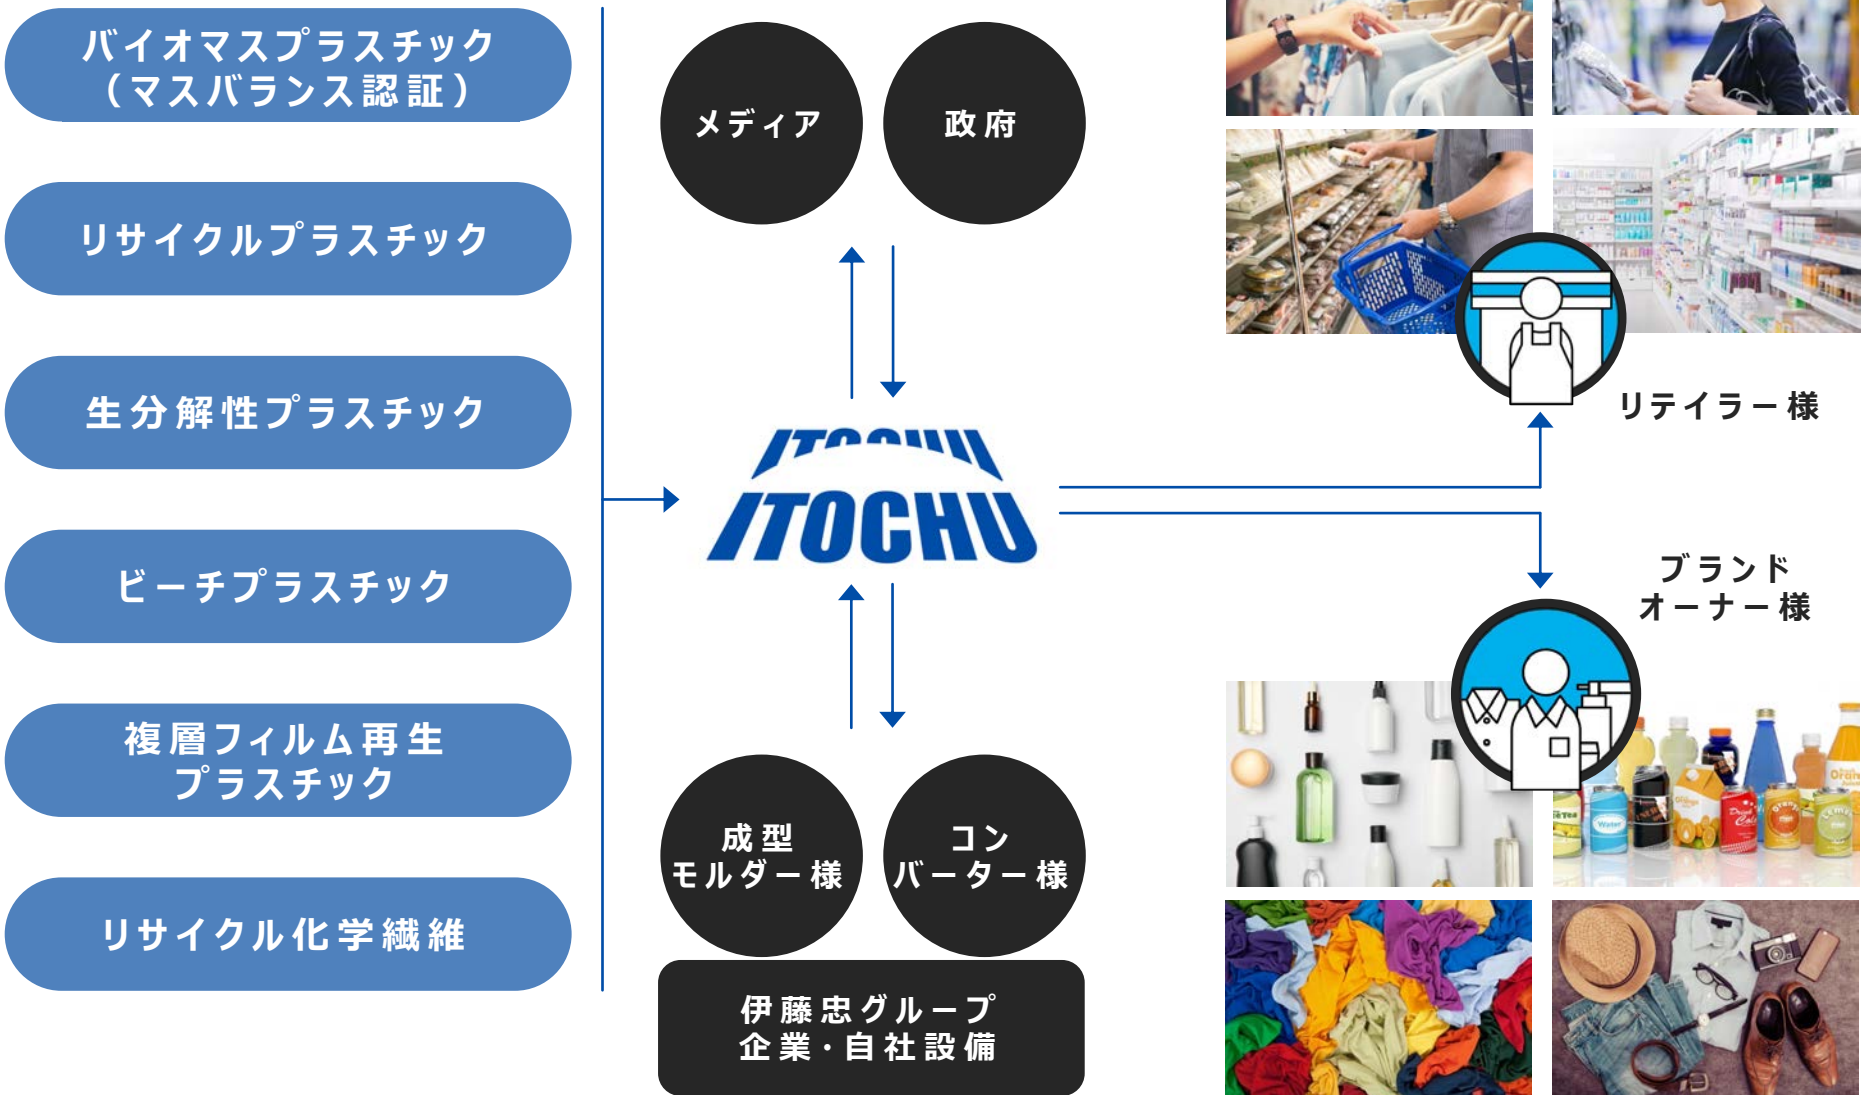 バイオマスプラスチック
（マスバランス認証）
リサイクルプラスチック
生分解性プラスチック
ビーチプラスチック
複層フィルム再生
プラスチック
リサイクル化学繊維
メディア
政府
ITOCHU
成型
モルダー様
コン
バーター様
伊藤忠グループ
企業・自社設備
リテイラー様
ブランド
オーナー様
Water